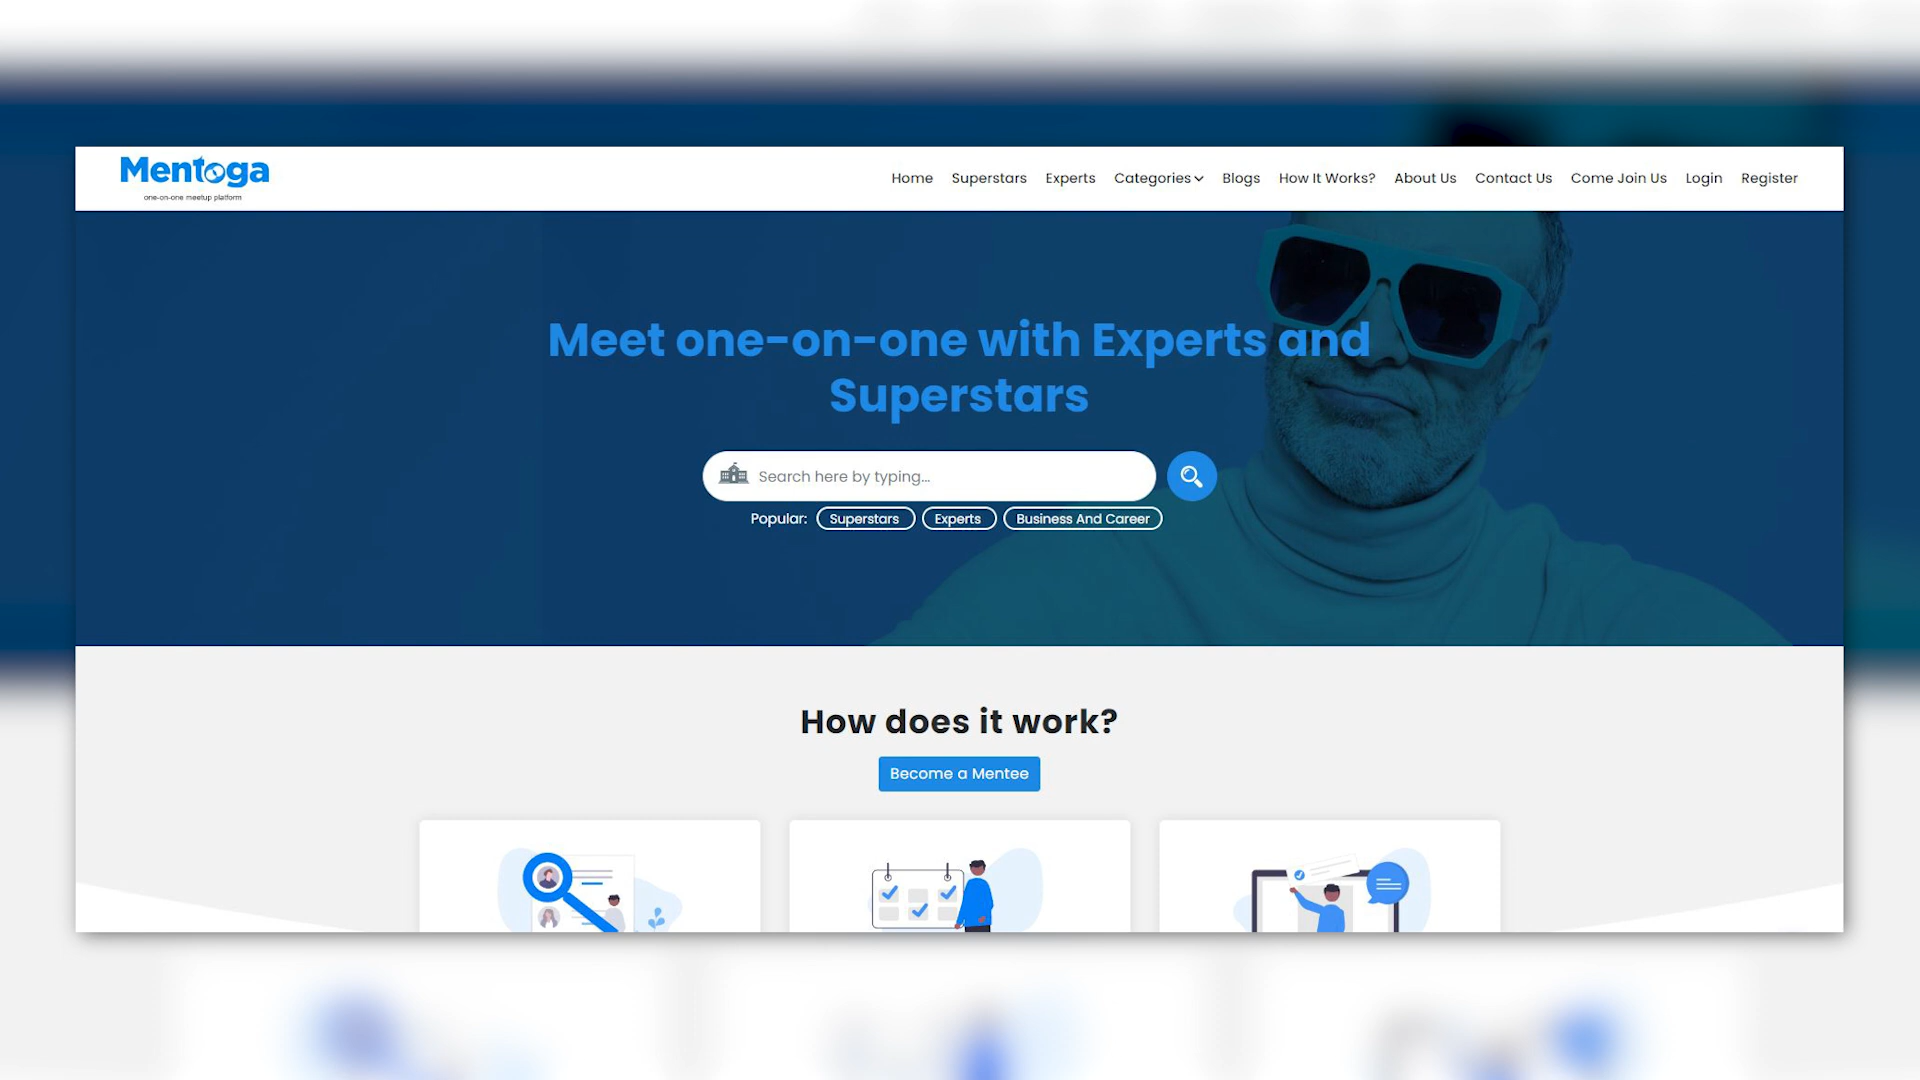 Mentoga
one-on-one meetup platform
Home Superstars Experts Categories Blogs How It Works? About Us Contact Us Come Join Us Login Register
Meet one-on-one with Experts and
Superstars
Search here by typing...
Popular: Superstars Experts Business And Career
How does it work?
Become a Mentee